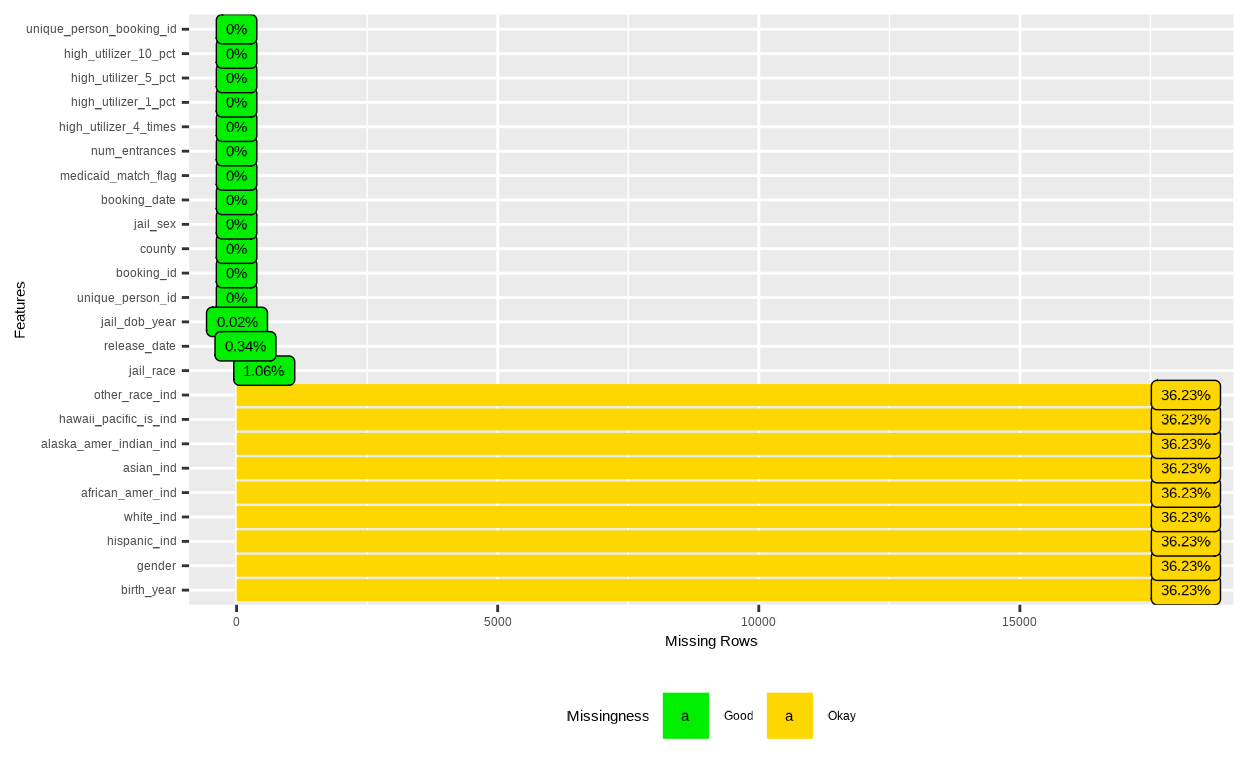 unique_person_booking_id 0%
high_utilizer_10_pct 0%
high_utilizer_5_pct 0%
high_utilizer_1_pct 0%
high_utilizer_4_times 0%
num_entrances 0%
medicaid_match_flag 0%
booking_date 0%
jail_sex 0%
county 0%
booking_id 0%
unique_person_id 0%
jail_dob_year 0.02%
release_date 0.34%
jail_race 1.06%
other_race_ind 36.23%
hawaii_pacific_is_ind 36.23%
alaska_amer_indian_ind 36.23%
asian_ind 36.23%
african_amer_ind 36.23%
white_ind 36.23%
hispanic_ind 36.23%
gender 36.23%
birth_year 36.23%
Features
0 5000 10000 15000
Missing Rows
Missingness a Good a Okay